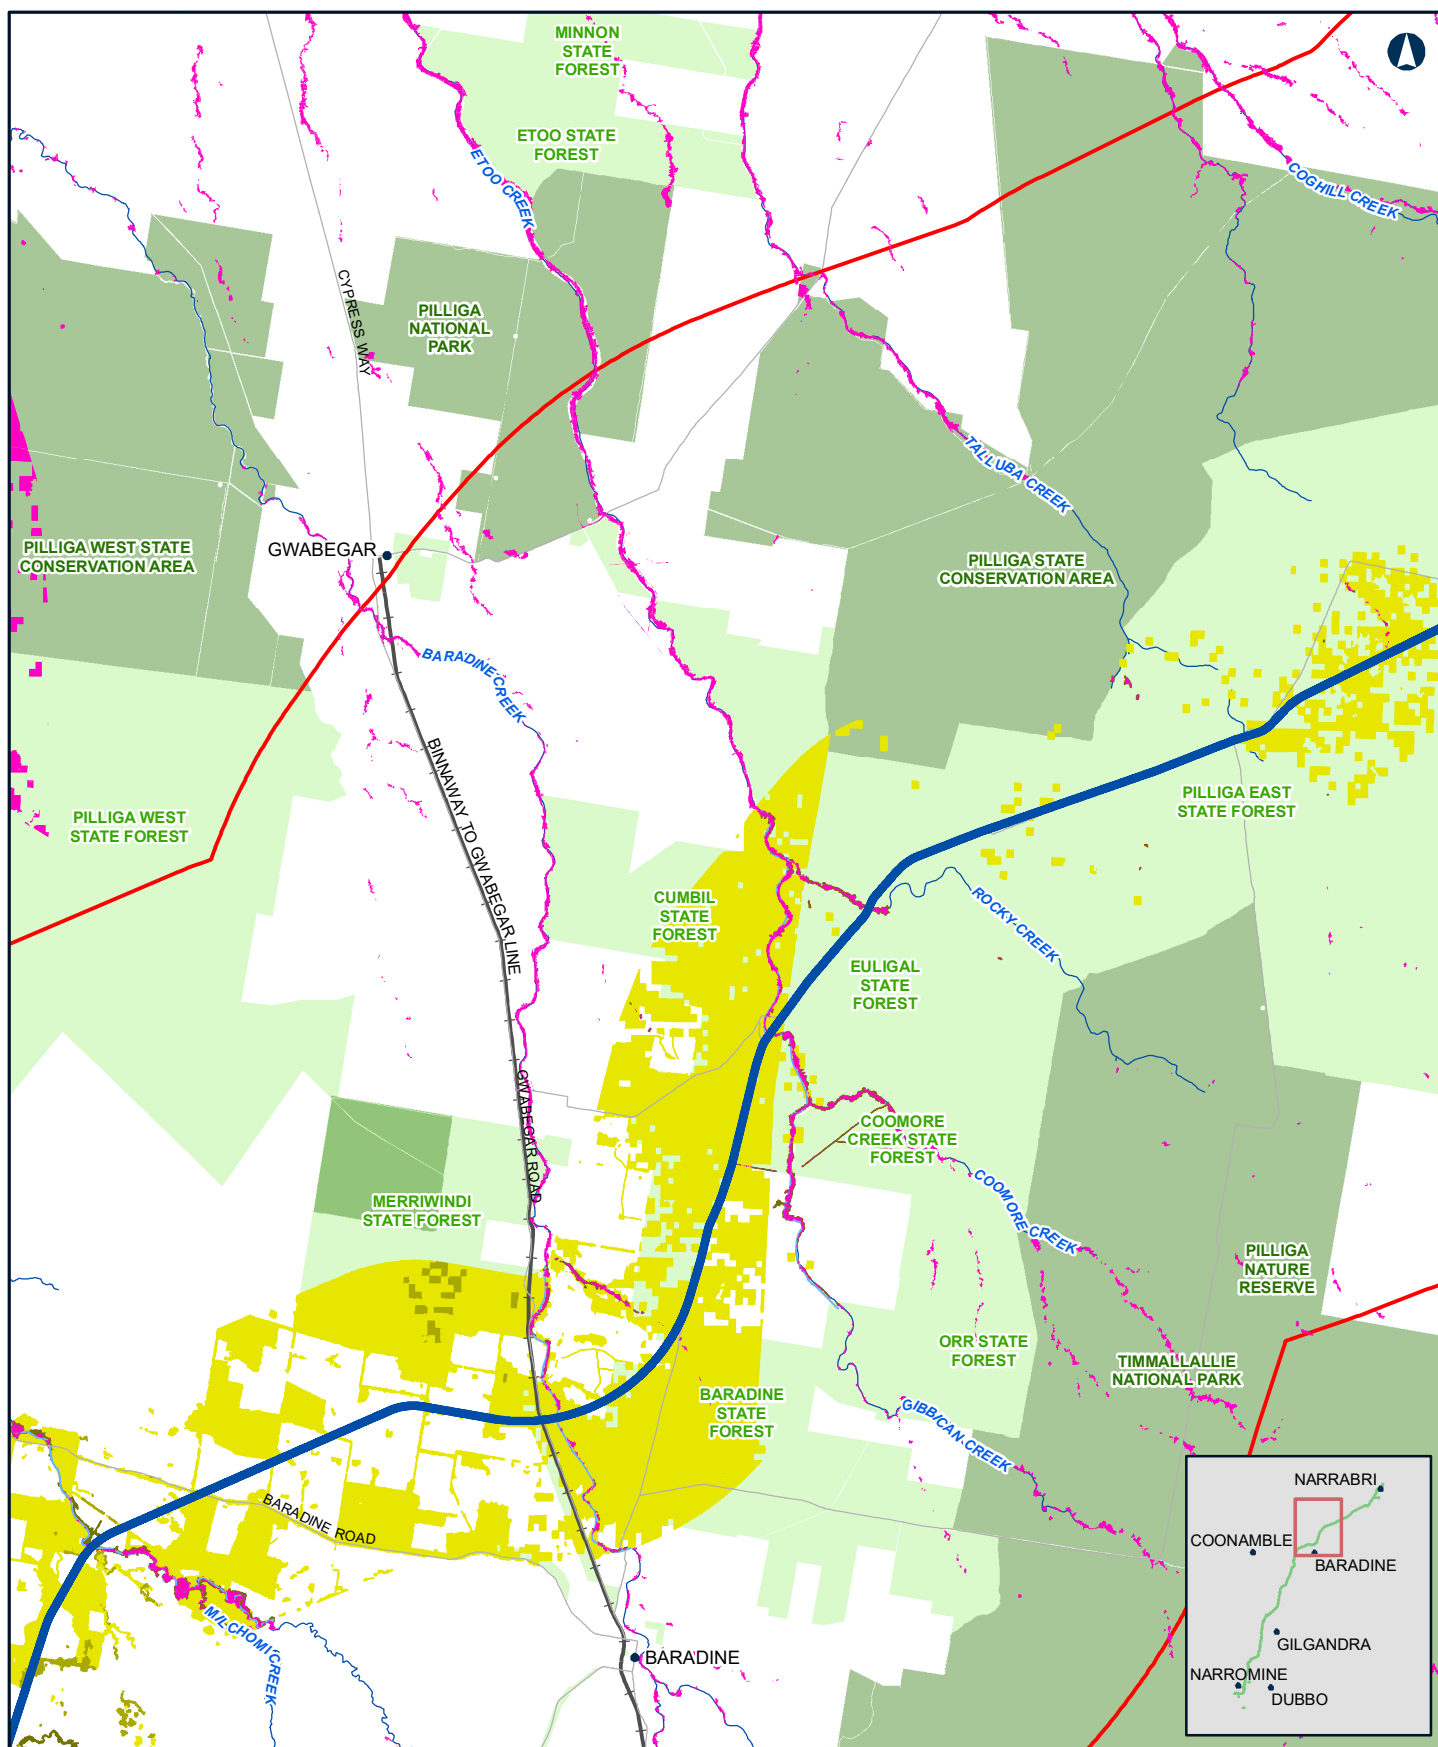 MINNON
STATE
FOREST
ETOO STATE
FOREST
ETOO CREEK
COGHILL CREEK
CYPRESS WAY
PILLIGA
NATIONAL
PARK
TALLUBA CREEK
GWABEGAR
PILLIGA WEST STATE
CONSERVATION AREA
PILLIGA STATE
CONSERVATION AREA
BARADINE CREEK
BINNAWAY TO GWABEGAR LINE
PILLIGA WEST
STATE FOREST
PILLIGA EAST
STATE FOREST
CUMBIL
STATE
FOREST
ROCKY CREEK
EULIGAL
STATE
FOREST
GWABEGAR ROAD
COOMORE
CREEK STATE
FOREST
COOMORE CREEK
MERRIWINDI
STATE FOREST
PILLIGA
NATURE
RESERVE
ORR STATE
FOREST
TIMMALLALLIE
NATIONAL PARK
BARADINE
STATE
FOREST
GIBBICAN CREEK
BARADINE ROAD
MILCHOMI CREEK
BARADINE
NARRABRI
COONAMBLE
BARADINE
GILGANDRA
NARROMINE
DUBBO